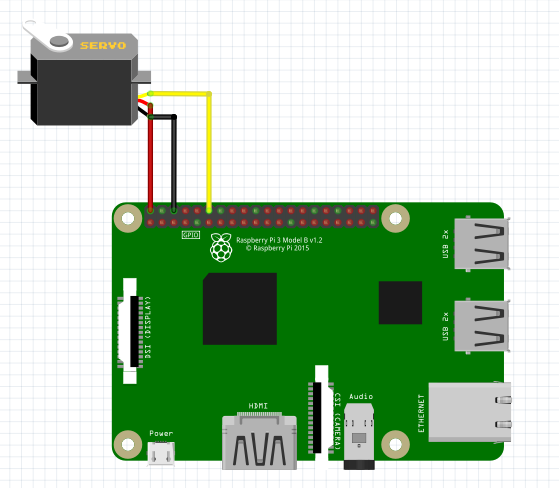 SERVO
GPIO
Raspberry Pi 3 Model B v1.2
© Raspberry Pi 2015
USB 2x
DSI (DISPLAY)
USB 2x
HDMI
CSI (CAMERA)
Audio
ETHERNET
Power